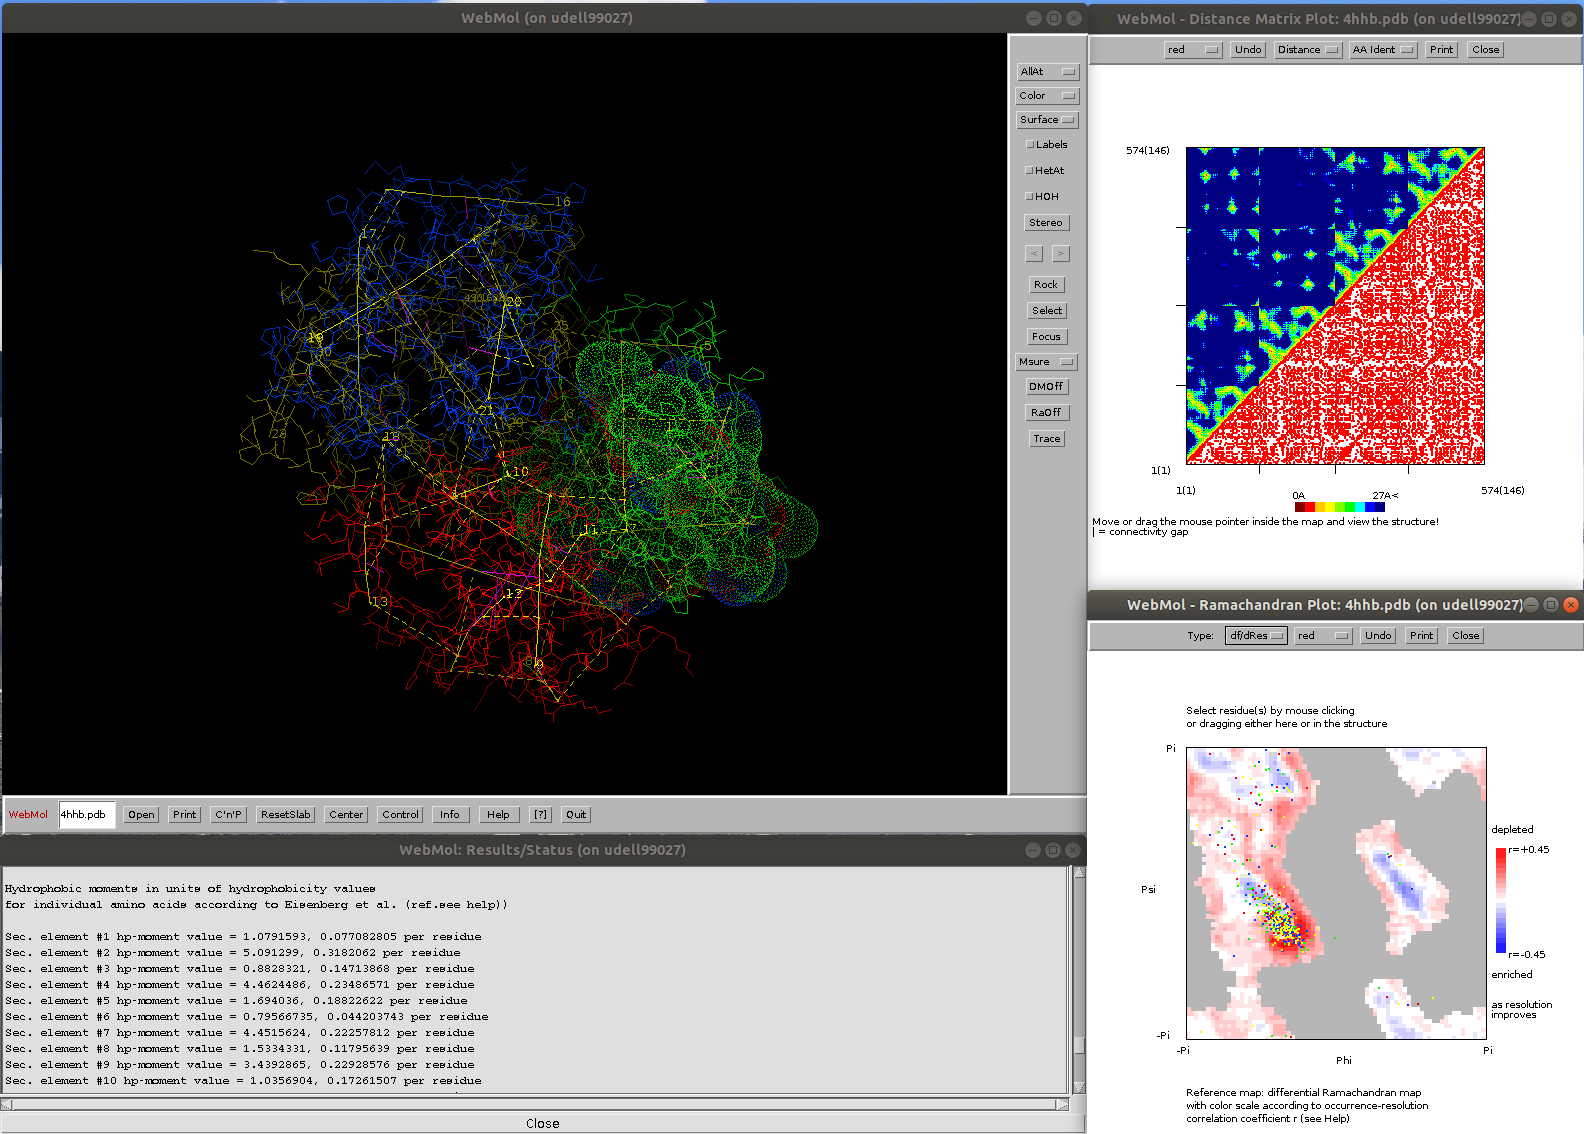 WebMol (on udell99027)
AllAt
Color
Surface
Labels
HetAt
HOH
Stereo
<
>
Rock
Select
Focus
Msure
DMOff
RaOff
Trace
16
17
26
20
19
30
25
5
21
29
28
18
10
14
11
7
12
13
8
9
WebMol 4hhb.pdb Open Print C'n'P ResetSlab Center Control Info Help [?] Quit
WebMol: Results/Status (on udell99027)
Hydrophobic moments in units of hydrophobicity values
for individual amino acids according to Eisenberg et al. (ref.see help))
Sec. element #1 hp-moment value = 1.0791593, 0.077082805 per residue
Sec. element #2 hp-moment value = 5.091299, 0.3182062 per residue
Sec. element #3 hp-moment value = 0.8828321, 0.14713868 per residue
Sec. element #4 hp-moment value = 4.4624486, 0.23486571 per residue
Sec. element #5 hp-moment value = 1.694036, 0.18822622 per residue
Sec. element #6 hp-moment value = 0.79566735, 0.044203743 per residue
Sec. element #7 hp-moment value = 4.4515624, 0.22257812 per residue
Sec. element #8 hp-moment value = 1.5334331, 0.11795639 per residue
Sec. element #9 hp-moment value = 3.4392865, 0.22928576 per residue
Sec. element #10 hp-moment value = 1.0356904, 0.17261507 per residue
Close
WebMol - Distance Matrix Plot: 4hhb.pdb (on udell99027)
red Undo Distance AA Ident Print Close
574(146)
1(1)
1(1) 574(146)
0A 27A<
Move or drag the mouse pointer inside the map and view the structure!
| = connectivity gap
WebMol - Ramachandran Plot: 4hhb.pdb (on udell99027)
Type: df/dRes red Undo Print Close
Select residue(s) by mouse clicking
or dragging either here or in the structure
Pi
Psi
-Pi
-Pi
Phi
Pi
depleted
r=+0.45
r=-0.45
enriched
as resolution
improves
Reference map: differential Ramachandran map
with color scale according to occurrence-resolution
correlation coefficient r (see Help)